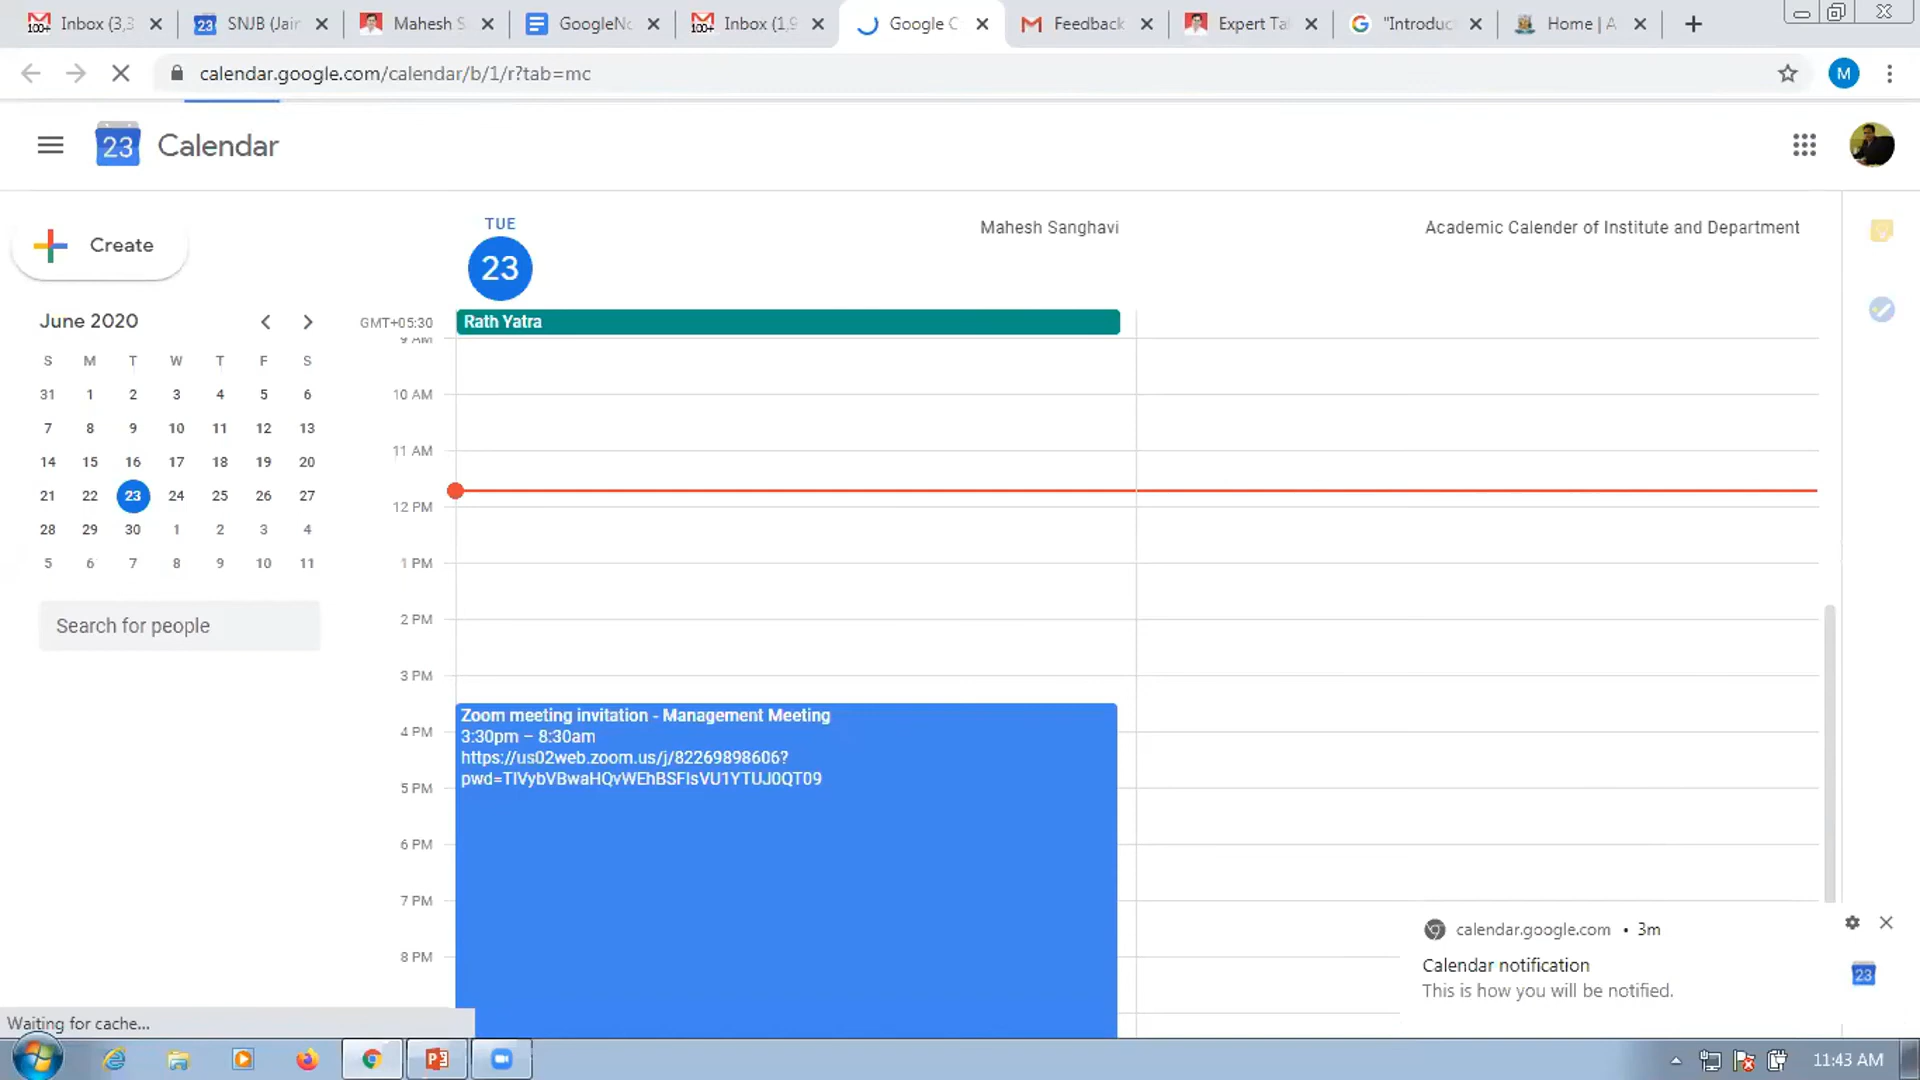 Inbox (3,3
SNJB (Jair
Mahesh S
GoogleNo
Inbox (1,9
Google C
Feedback
Expert Ta
"Introduc
Home | A
calendar.google.com/calendar/b/1/r?tab=mc
M
23 Calendar
Create
TUE
23
Mahesh Sanghavi
Academic Calender of Institute and Department
June 2020
GMT+05:30
Rath Yatra
S M T W T F S
31 1 2 3 4 5 6
7 8 9 10 11 12 13
14 15 16 17 18 19 20
21 22 23 24 25 26 27
28 29 30 1 2 3 4
5 6 7 8 9 10 11
Search for people
9 AM
10 AM
11 AM
12 PM
1 PM
2 PM
3 PM
4 PM
5 PM
6 PM
7 PM
8 PM
Zoom meeting invitation - Management Meeting
3:30pm – 8:30am
https://us02web.zoom.us/j/82269898606?
calendar.google.com • 3m
Calendar notification
This is how you will be notified.
23
Waiting for cache...
11:43 AM